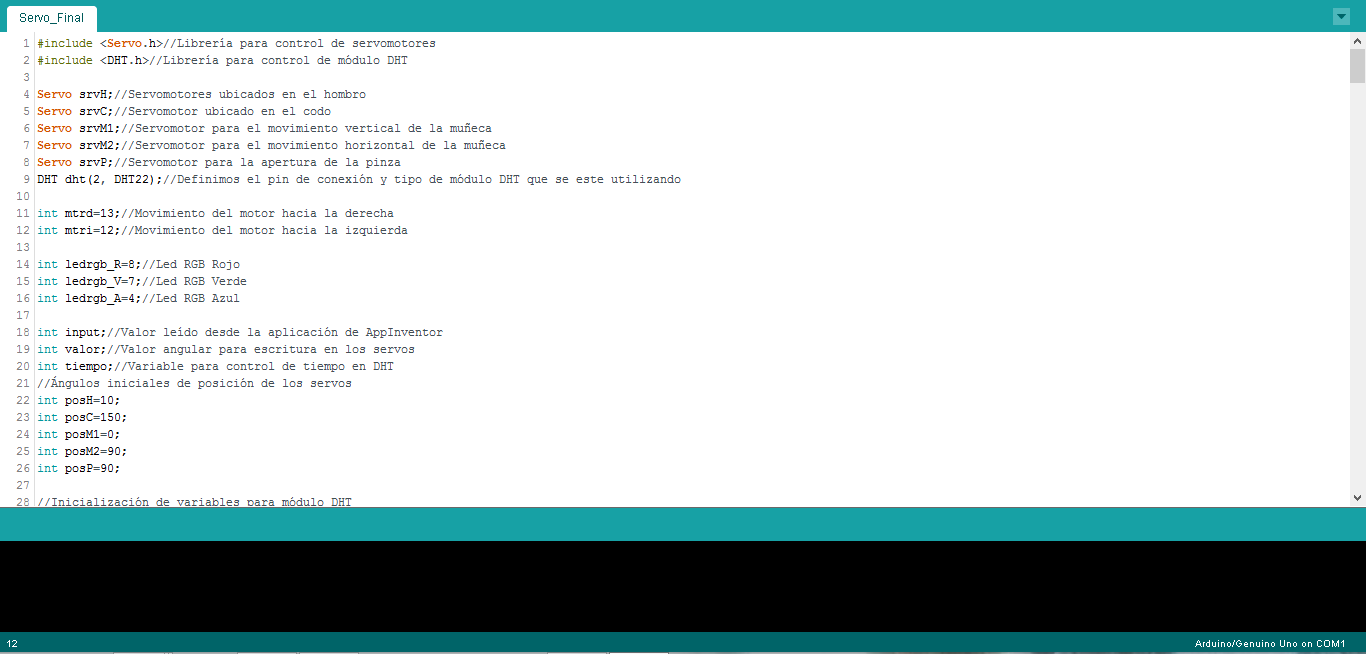 Servo_Final
1 #include <Servo.h>//Librería para control de servomotores
2 #include <DHT.h>//Librería para control de módulo DHT
3
4 Servo srvH;//Servomotores ubicados en el hombro
5 Servo srvC;//Servomotor ubicado en el codo
6 Servo srvM1;//Servomotor para el movimiento vertical de la muñeca
7 Servo srvM2;//Servomotor para el movimiento horizontal de la muñeca
8 Servo srvP;//Servomotor para la apertura de la pinza
9 DHT dht(2, DHT22);//Definimos el pin de conexión y tipo de módulo DHT que se este utilizando
10
11 int mtrd=13;//Movimiento del motor hacia la derecha
12 int mtri=12;//Movimiento del motor hacia la izquierda
13
14 int ledrgb_R=8;//Led RGB Rojo
15 int ledrgb_V=7;//Led RGB Verde
16 int ledrgb_A=4;//Led RGB Azul
17
18 int input;//Valor leído desde la aplicación de AppInventor
19 int valor;//Valor angular para escritura en los servos
20 int tiempo;//Variable para control de tiempo en DHT
21 //Ángulos iniciales de posición de los servos
22 int posH=10;
23 int posC=150;
24 int posM1=0;
25 int posM2=90;
26 int posP=90;
27
28 //Inicialización de variables para módulo DHT
12
Arduino/Genuino Uno on COM1